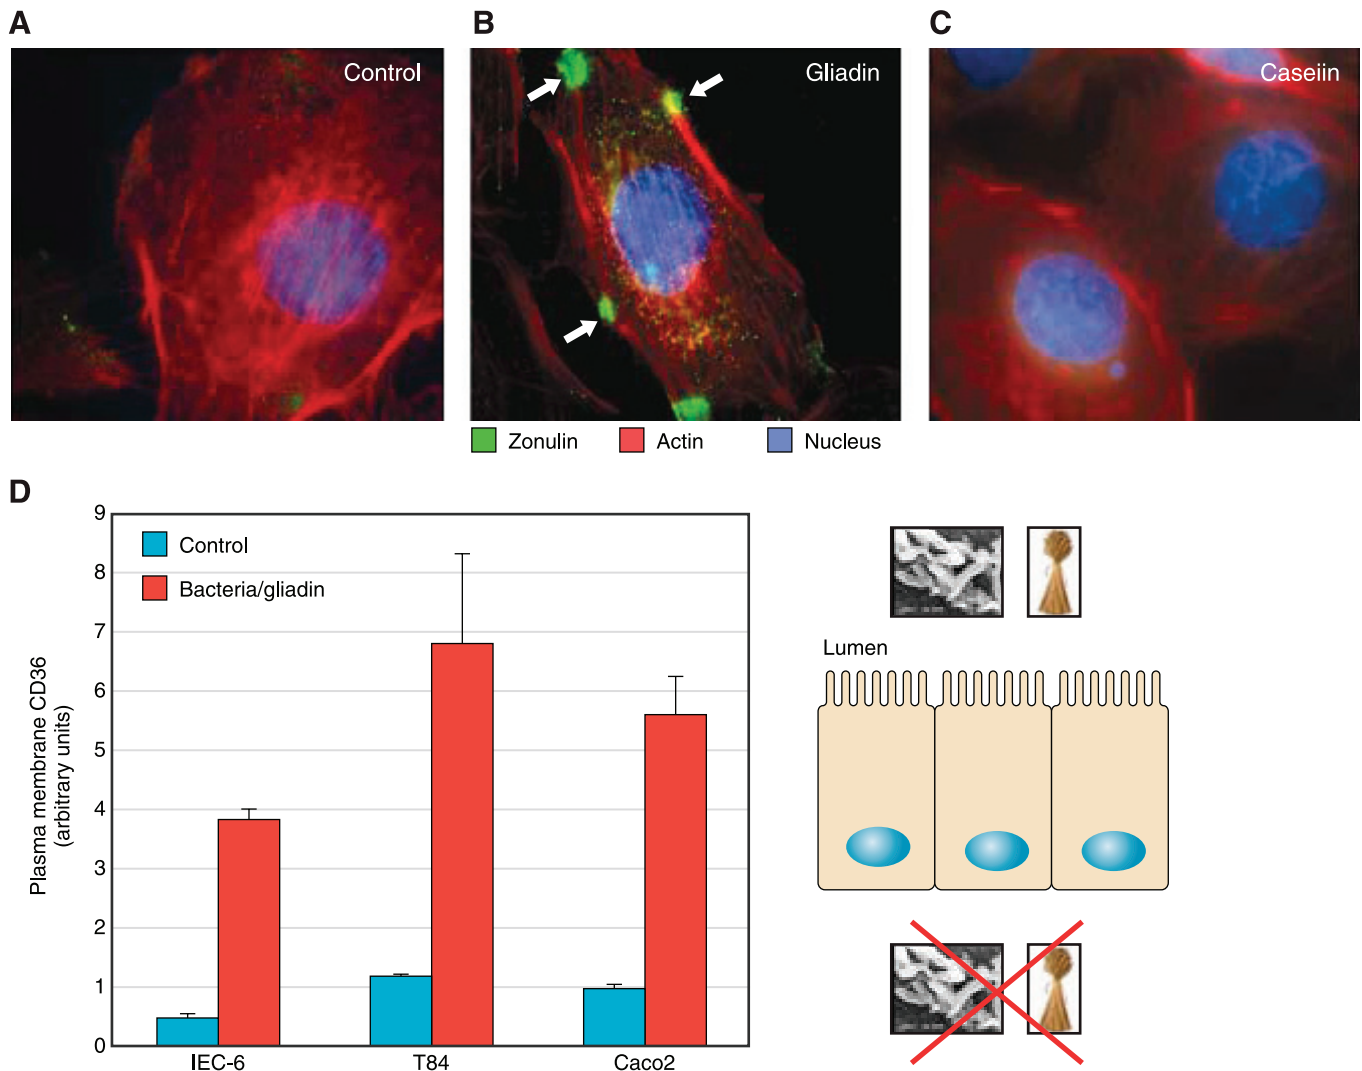 A
B
C
Control
Gliadin
Caseiin
Zonulin
Actin
Nucleus
D
9
8
7
6
5
4
3
2
1
0
Plasma membrane CD36
(arbitrary units)
Control
Bacteria/gliadin
IEC-6
T84
Caco2
Lumen